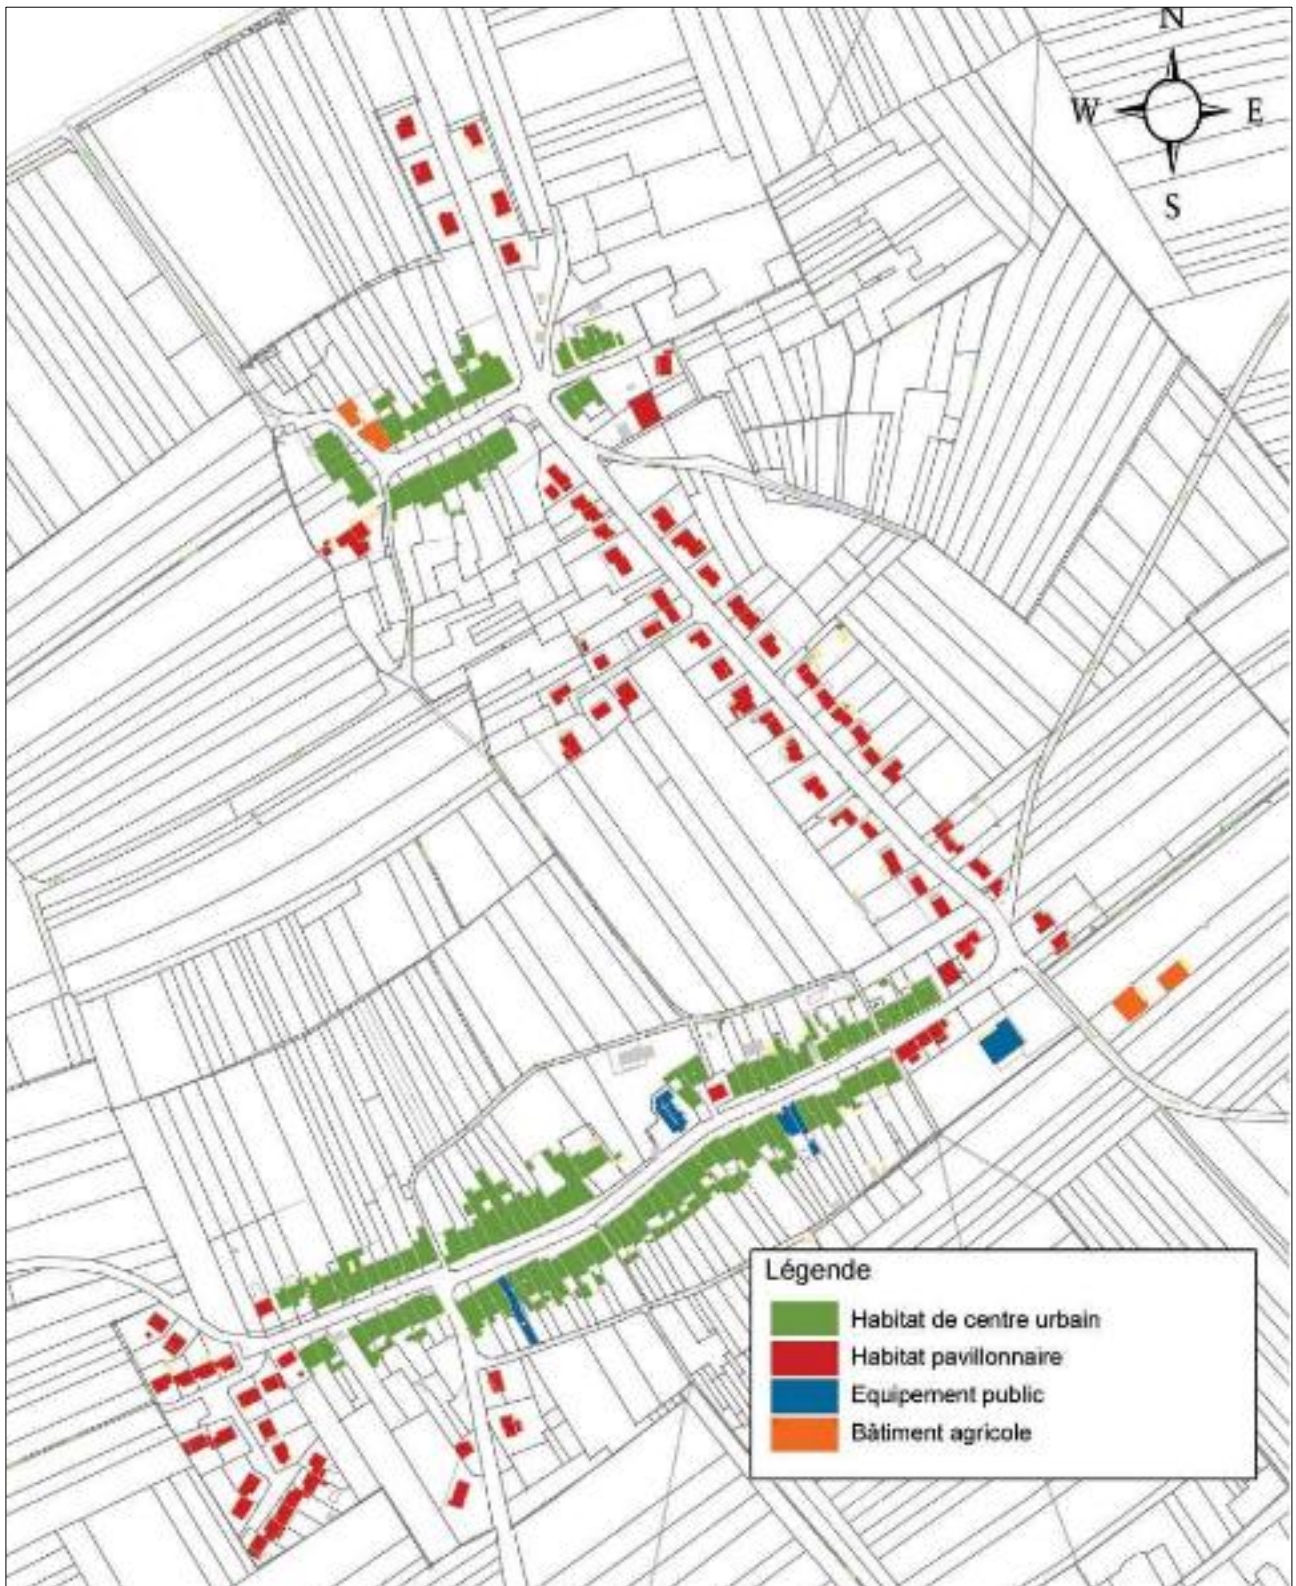 N
W E
S
Légende
Habitat de centre urbain
Habitat pavillonnaire
Equipement public
Bâtiment agricole